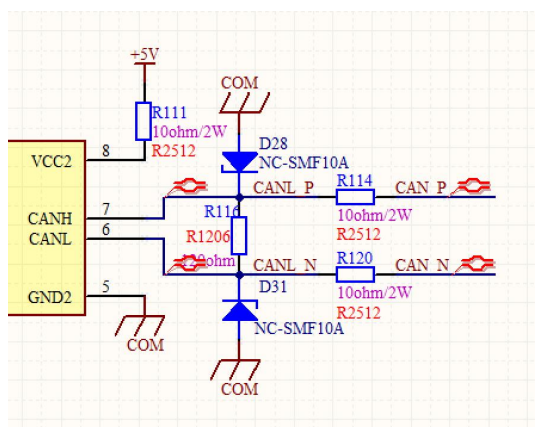 +5V
COM
R111
10ohm/2W
R2512
D28
NC-SMF10A
VCC2
8
CANL_P
R114
CAN_P
10ohm/2W
R2512
CANH
7
R116
R1206
120ohm
CANL
6
CANL_N
R120
CAN_N
10ohm/2W
R2512
D31
NC-SMF10A
GND2
5
COM
COM